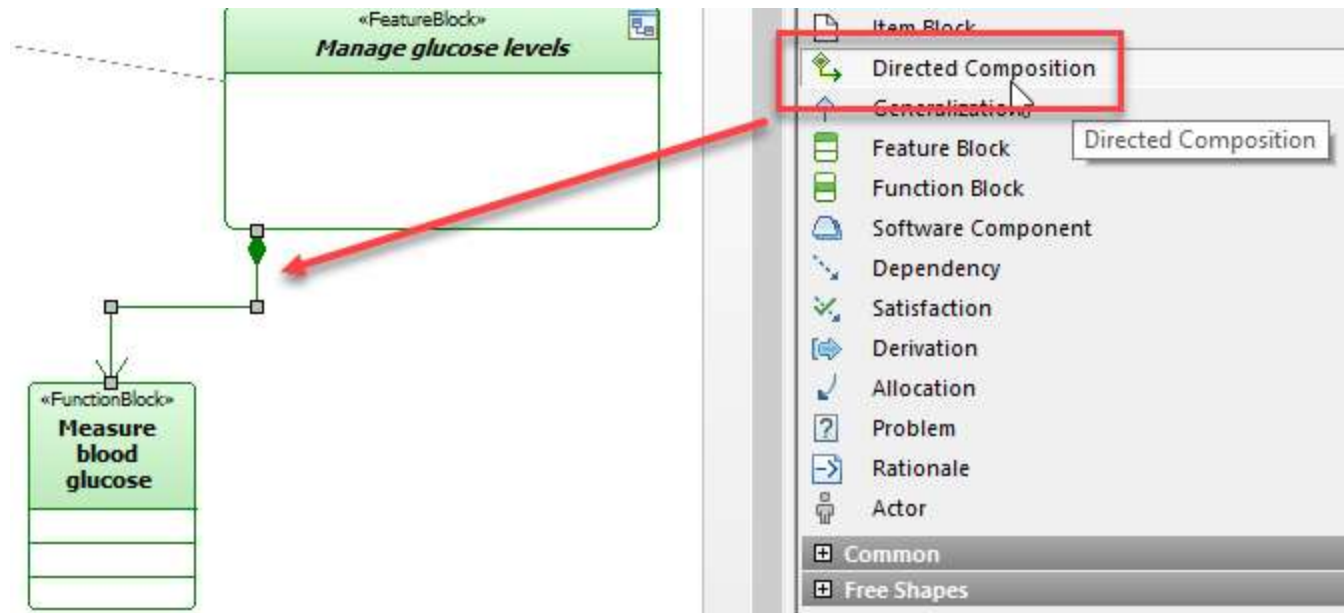 «FeatureBlock»
Manage glucose levels
«FunctionBlock»
Measure
blood
glucose
Item Block
Directed Composition
Generalization
Directed Composition
Feature Block
Function Block
Software Component
Dependency
Satisfaction
Derivation
Allocation
Problem
Rationale
Actor
Common
Free Shapes